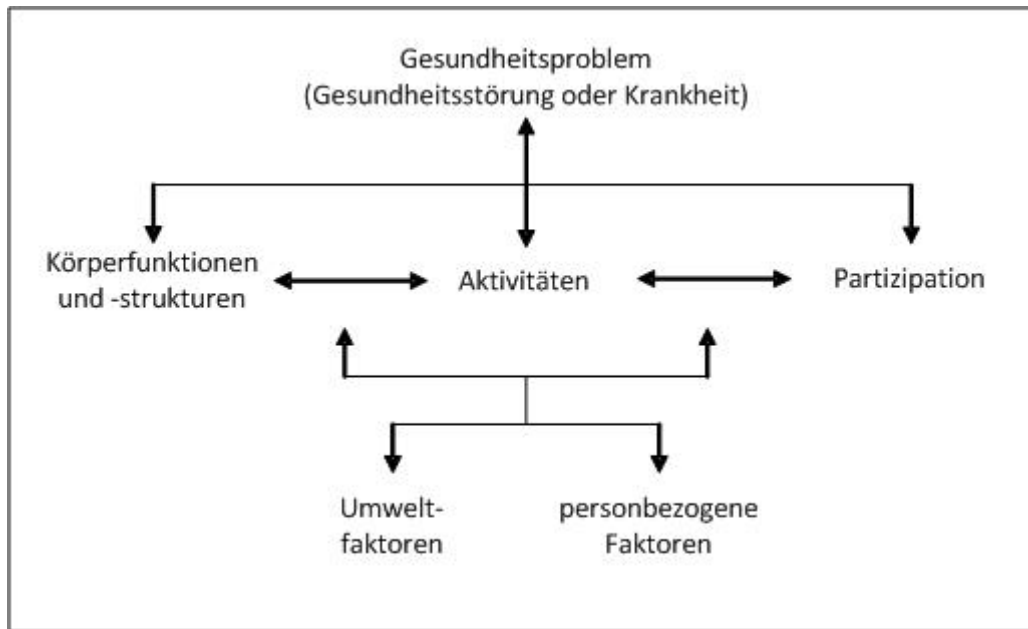 Gesundheitsproblem
(Gesundheitsstörung oder Krankheit)
Körperfunktionen
und -strukturen
Aktivitäten
Partizipation
Umwelt-
faktoren
personbezogene
Faktoren